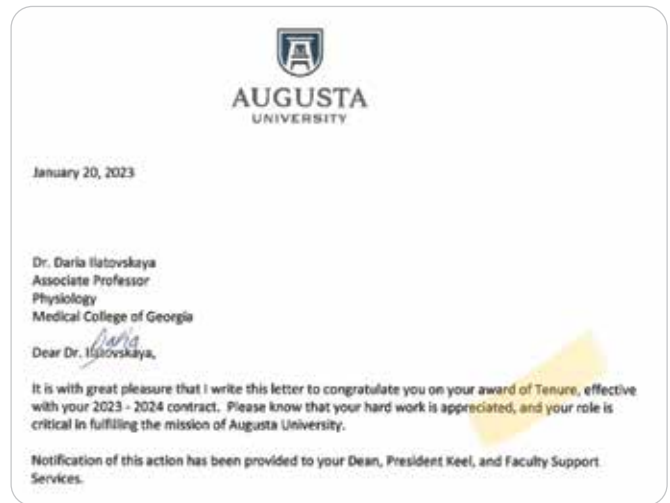 AUGUSTA
UNIVERSITY
January 20, 2023
Dr. Daria Ilatovskaya
Associate Professor
Physiology
Medical College of Georgia
Daria
Dear Dr. Ilatovskaya,
It is with great pleasure that I write this letter to congratulate you on your award of Tenure, effective
with your 2023 - 2024 contract. Please know that your hard work is appreciated, and your role is
critical in fulfilling the mission of Augusta University.
Notification of this action has been provided to your Dean, President Keel, and Faculty Support
Services.